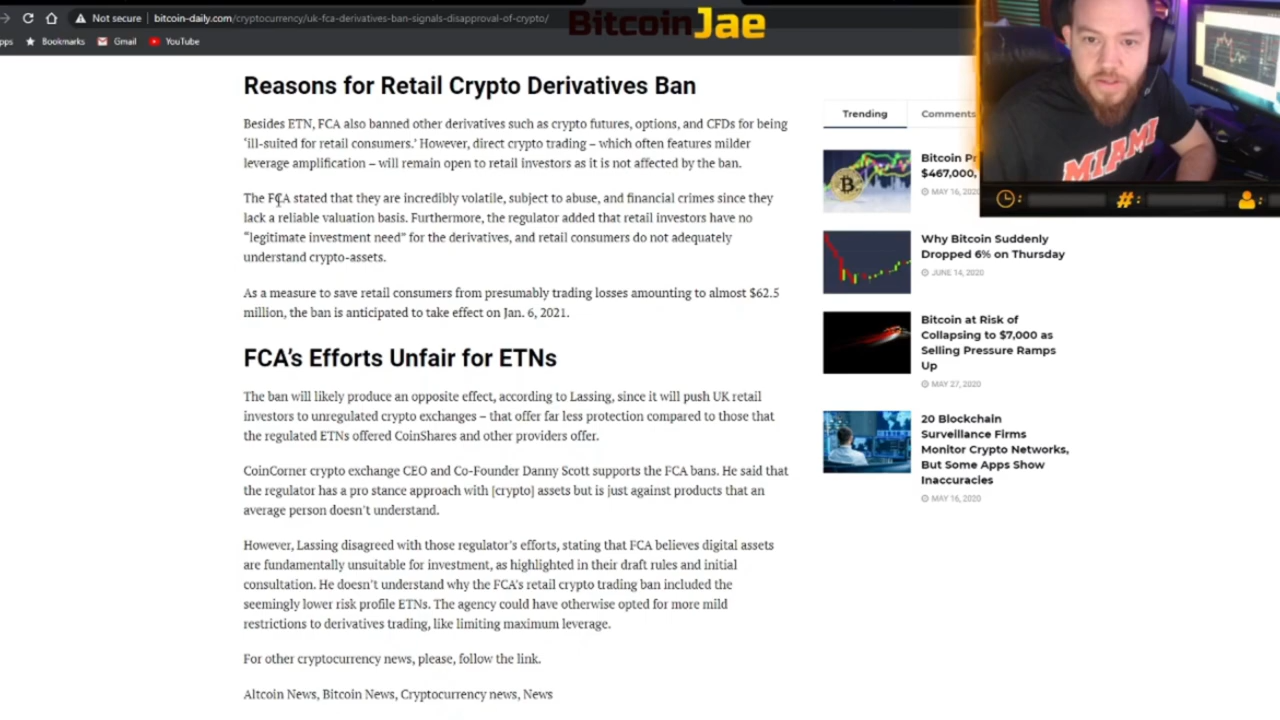 Not secure
bitcoin-daily.com/cryptocurrency/uk-fca-derivatives-ban-signals-disapproval-of-crypto/
Bookmarks
Gmail
YouTube
BitcoinJae
Reasons for Retail Crypto Derivatives Ban
Besides ETN, FCA also banned other derivatives such as crypto futures, options, and CFDs for being
'ill-suited for retail consumers.' However, direct crypto trading – which often features milder
leverage amplification – will remain open to retail investors as it is not affected by the ban.
The FCA stated that they are incredibly volatile, subject to abuse, and financial crimes since they
lack a reliable valuation basis. Furthermore, the regulator added that retail investors have no
“legitimate investment need” for the derivatives, and retail consumers do not adequately
understand crypto-assets.
As a measure to save retail consumers from presumably trading losses amounting to almost $62.5
million, the ban is anticipated to take effect on Jan. 6, 2021.
FCA’s Efforts Unfair for ETNs
The ban will likely produce an opposite effect, according to Lassing, since it will push UK retail
investors to unregulated crypto exchanges – that offer far less protection compared to those that
the regulated ETNs offered CoinShares and other providers offer.
CoinCorner crypto exchange CEO and Co-Founder Danny Scott supports the FCA bans. He said that
the regulator has a pro stance approach with [crypto] assets but is just against products that an
average person doesn’t understand.
However, Lassing disagreed with those regulator’s efforts, stating that FCA believes digital assets
are fundamentally unsuitable for investment, as highlighted in their draft rules and initial
consultation. He doesn’t understand why the FCA’s retail crypto trading ban included the
seemingly lower risk profile ETNs. The agency could have otherwise opted for more mild
restrictions to derivatives trading, like limiting maximum leverage.
For other cryptocurrency news, please, follow the link.
Altcoin News, Bitcoin News, Cryptocurrency news, News
Trending
Comments
Bitcoin
$467,000,
MAY 16,
Why Bitcoin Suddenly
Dropped 6% on Thursday
JUNE 14, 2020
Bitcoin at Risk of
Collapsing to $7,000 as
Selling Pressure Ramps
Up
MAY 27, 2020
20 Blockchain
Surveillance Firms
Monitor Crypto Networks,
But Some Apps Show
Inaccuracies
MAY 16, 2020
MIAMI
#: